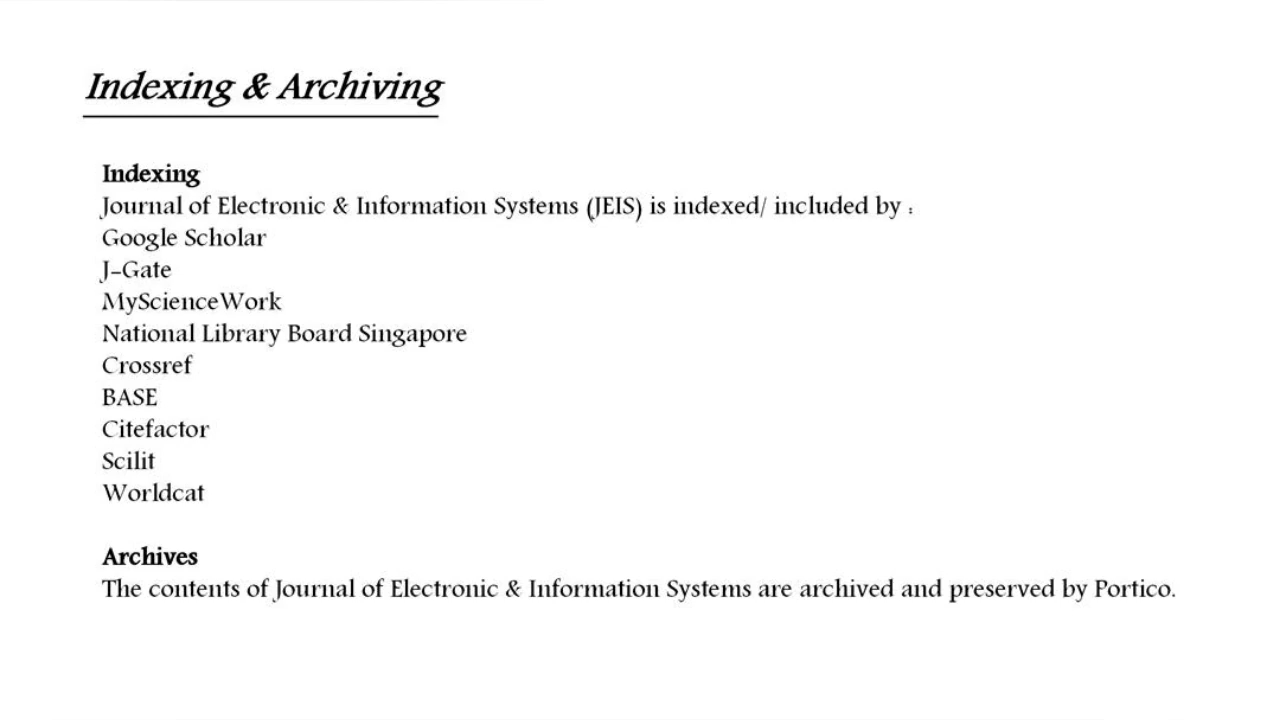 Indexing & Archiving
Indexing
Journal of Electronic & Information Systems (JEIS) is indexed/ included by :
Google Scholar
J-Gate
MyScienceWork
National Library Board Singapore
Crossref
BASE
Citefactor
Scilit
Worldcat
Archives
The contents of Journal of Electronic & Information Systems are archived and preserved by Portico.